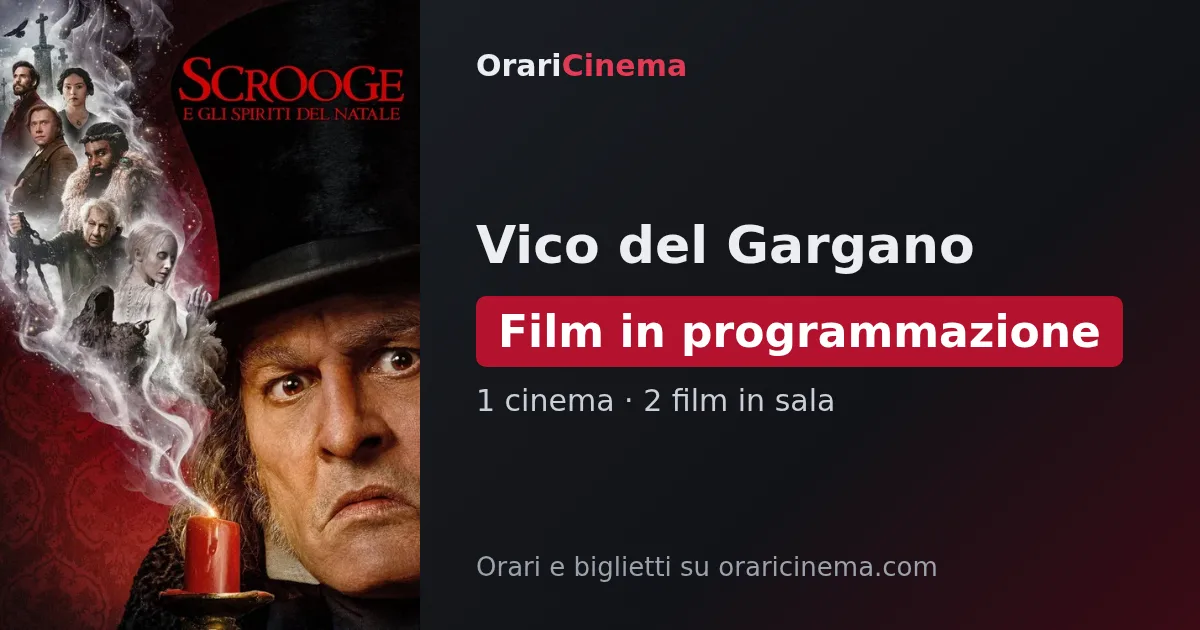 SCROOGE
E GLI SPIRITI DEL NATALE
OrariCinema
Vico del Gargano
Film in programmazione
1 cinema · 2 film in sala
Orari e biglietti su oraricinema.com